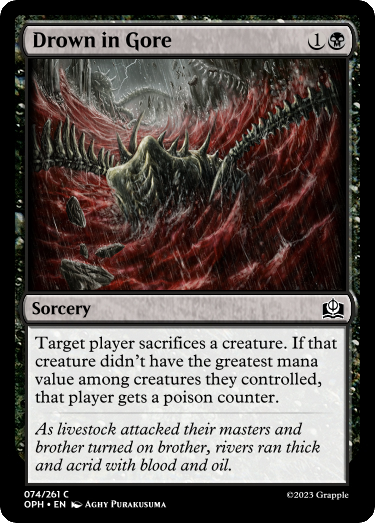 Drown in Gore 1
Sorcery
Target player sacrifices a creature. If that
creature didn't have the greatest mana
value among creatures they controlled,
that player gets a poison counter.
As livestock attacked their masters and
brother turned on brother, rivers ran thick
and acrid with blood and oil.
074/261 C
OPH • EN Aghy Purakusuma
©2023 Grapple